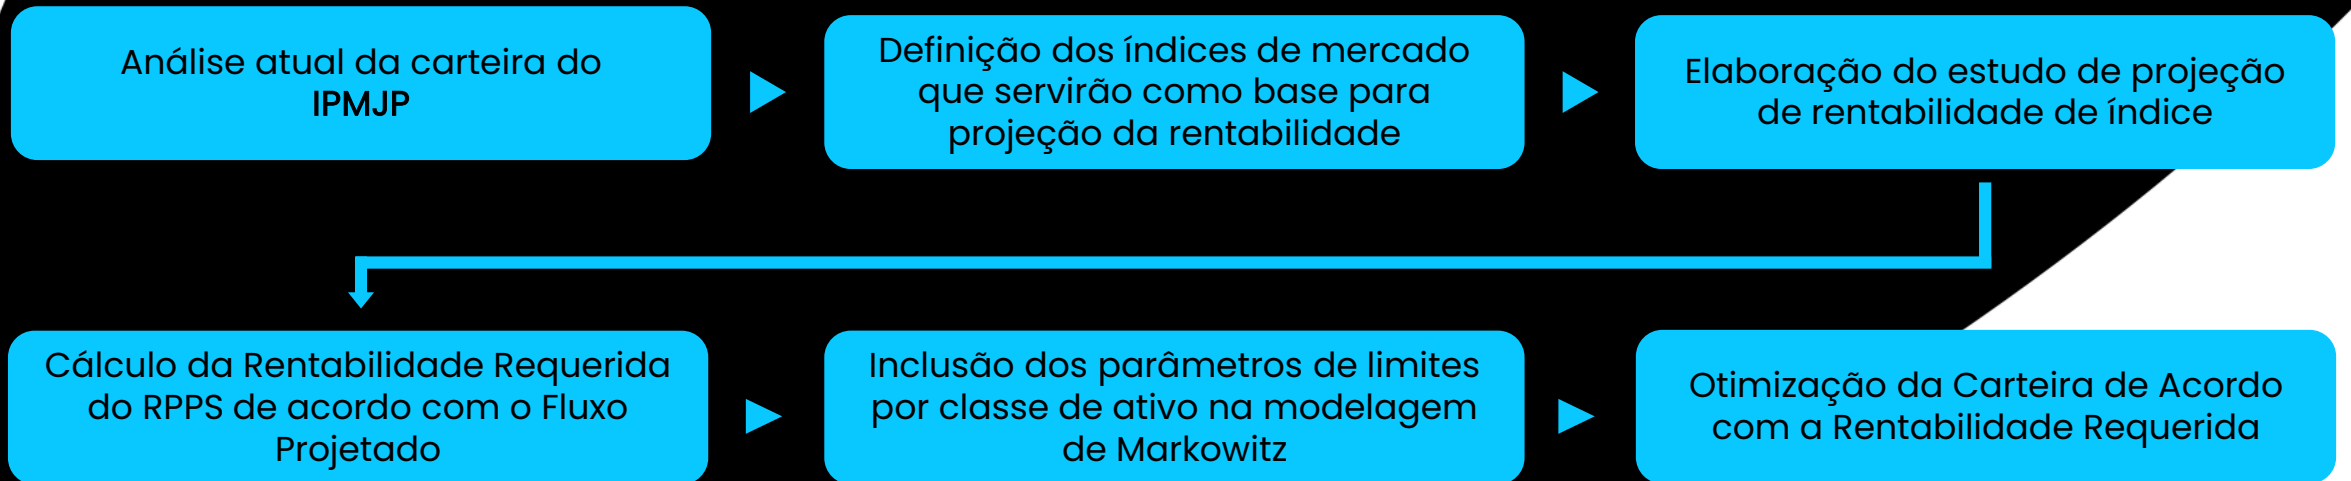 Análise atual da carteira do
IPMJP
Definição dos índices de mercado
que servirão como base para
projeção da rentabilidade
Elaboração do estudo de projeção
de rentabilidade de índice
Cálculo da Rentabilidade Requerida
do RPPS de acordo com o Fluxo
Projetado
Inclusão dos parâmetros de limites
por classe de ativo na modelagem
de Markowitz
Otimização da Carteira de Acordo
com a Rentabilidade Requerida